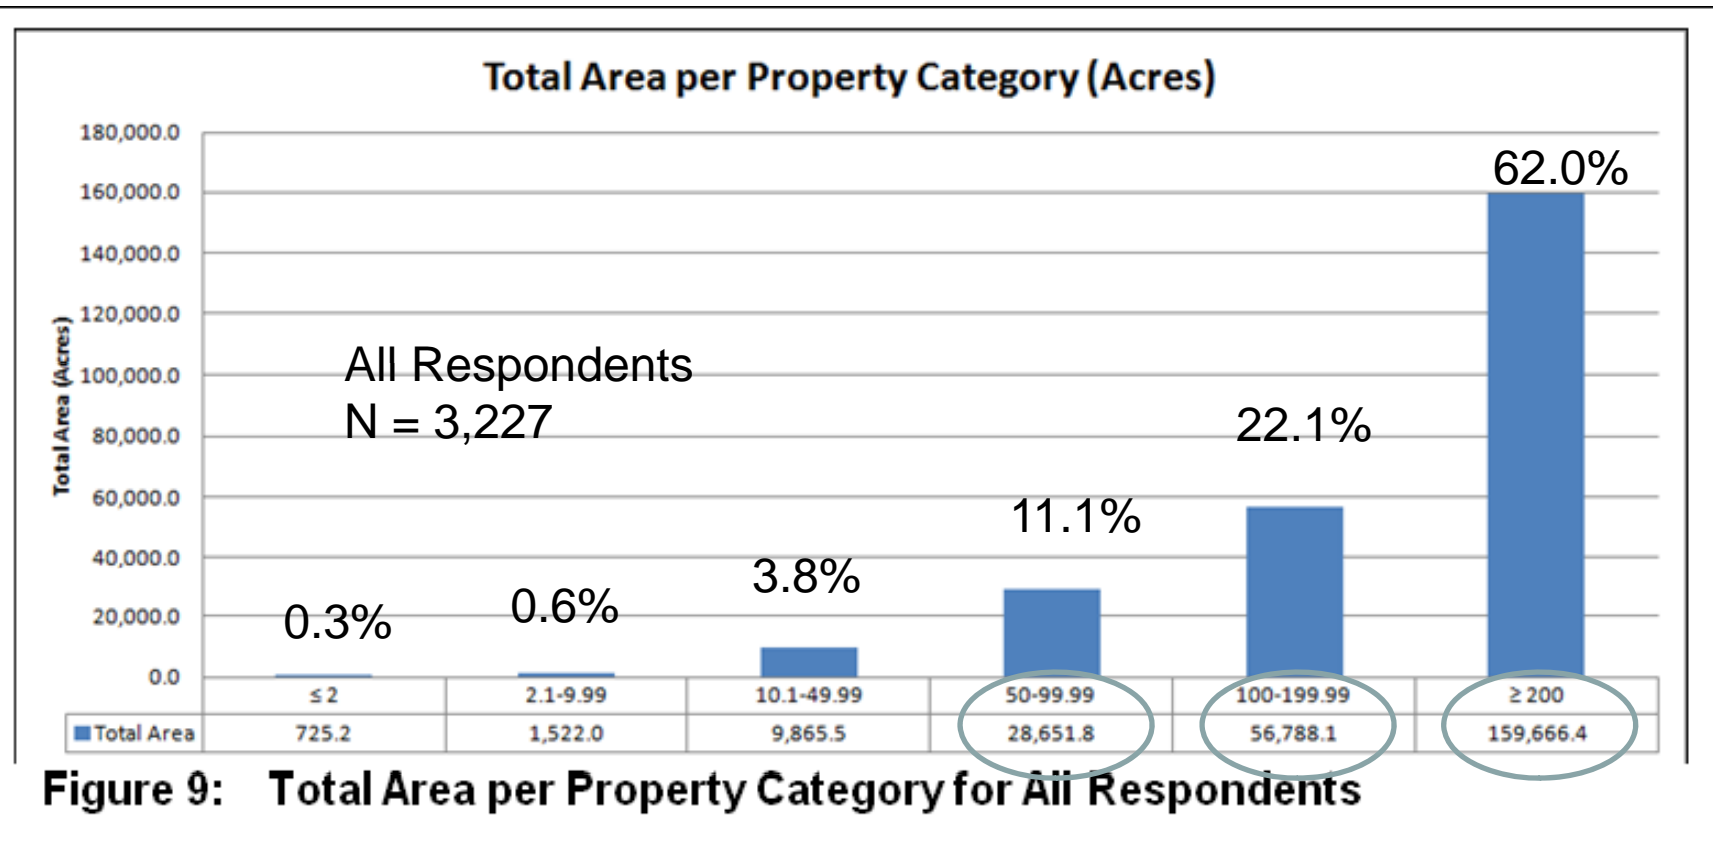 Total Area per Property Category (Acres)
180,000.0
62.0%
160,000.0
140,000.0
120,000.0
Total Area (Acres)
All Respondents
100,000.0
N = 3,227
22.1%
80,000.0
60,000.0
11.1%
40,000.0
3.8%
0.6%
0.3%
20,000.0
0.0
≤ 2 2.1-9.99 10.1-49.99 50-99.99 100-199.99 ≥ 200
Total Area 725.2 1,522.0 9,865.5 28,651.8 56,788.1 159,666.4
Figure 9: Total Area per Property Category for All Respondents